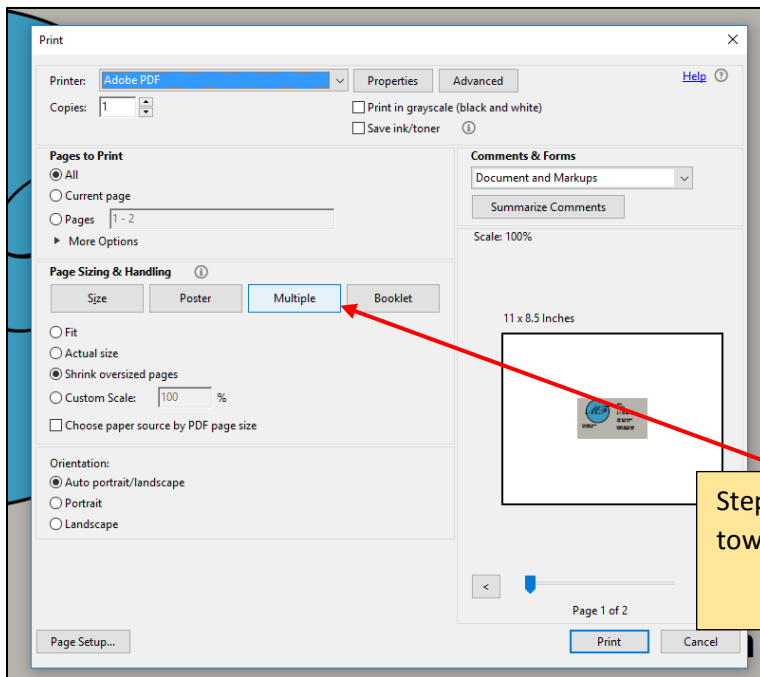 Print
Printer: Adobe PDF Properties Advanced Help
Copies: 1 Print in grayscale (black and white)
Save ink/toner
Pages to Print
All
Current page
Pages 1 - 2
More Options
Comments & Forms
Document and Markups
Summarize Comments
Scale: 100%
Page Sizing & Handling
Size Poster Multiple Booklet
Fit
Actual size
Shrink oversized pages
Custom Scale: 100 %
Choose paper source by PDF page size
Orientation:
Auto portrait/landscape
Portrait
Landscape
11 x 8.5 Inches
<
Page 1 of 2
Page Setup... Print Cancel